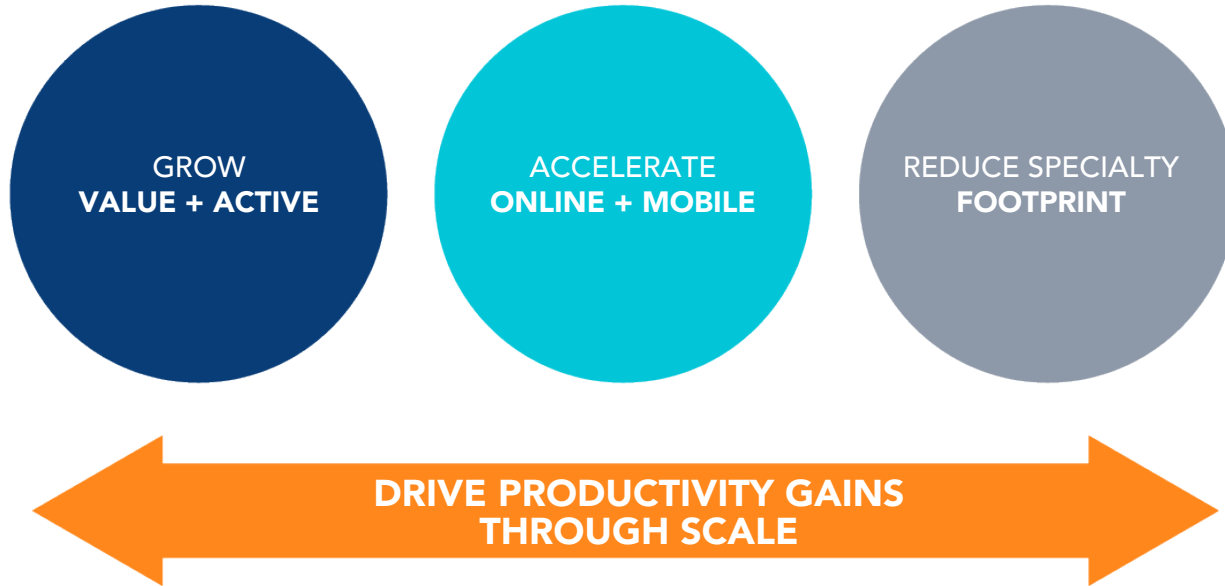 GROW
VALUE + ACTIVE
ACCELERATE
ONLINE + MOBILE
REDUCE SPECIALTY
FOOTPRINT
DRIVE PRODUCTIVITY GAINS
THROUGH SCALE